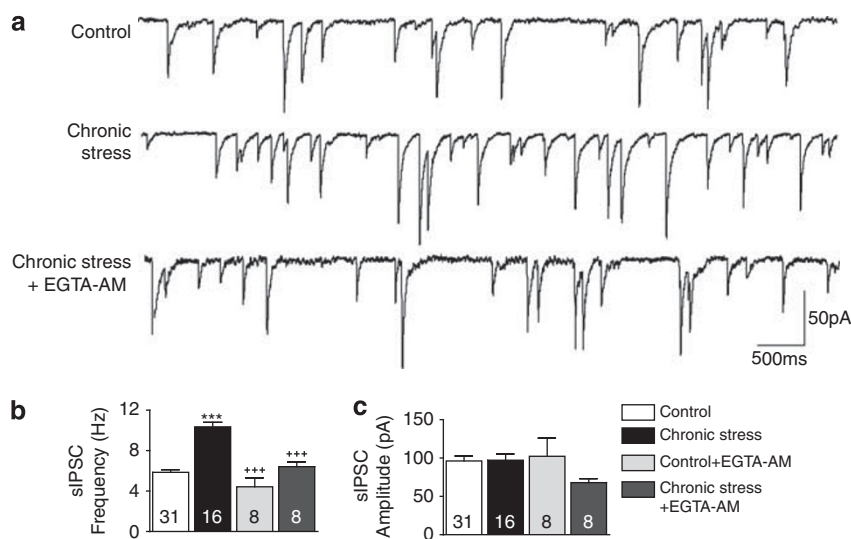 a
Control
Chronic
stress
Chronic stress
+ EGTA-AM
50pA
500ms
b
sIPSC
Frequency (Hz)
12
8
4
0
***
+++
+++
31
16
8
8
c
sIPSC
Amplitude (pA)
150
100
50
0
31
16
8
8
Control
Chronic stress
Control+EGTA-AM
Chronic stress
+EGTA-AM